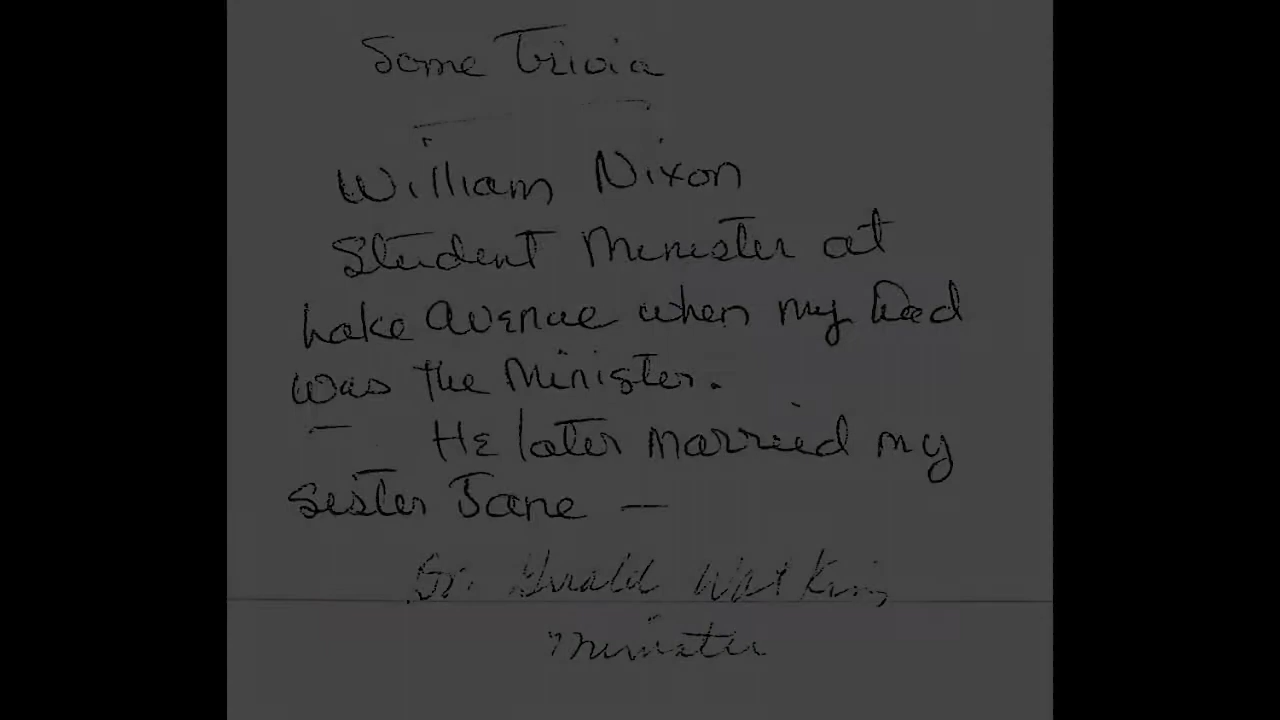 Some Trivia
William Nixon
Student Minister at
Lake Avenue when my Dad
was the Minister.
He later married my
sister Jane —
Dr. Gerald Watkins
Minister